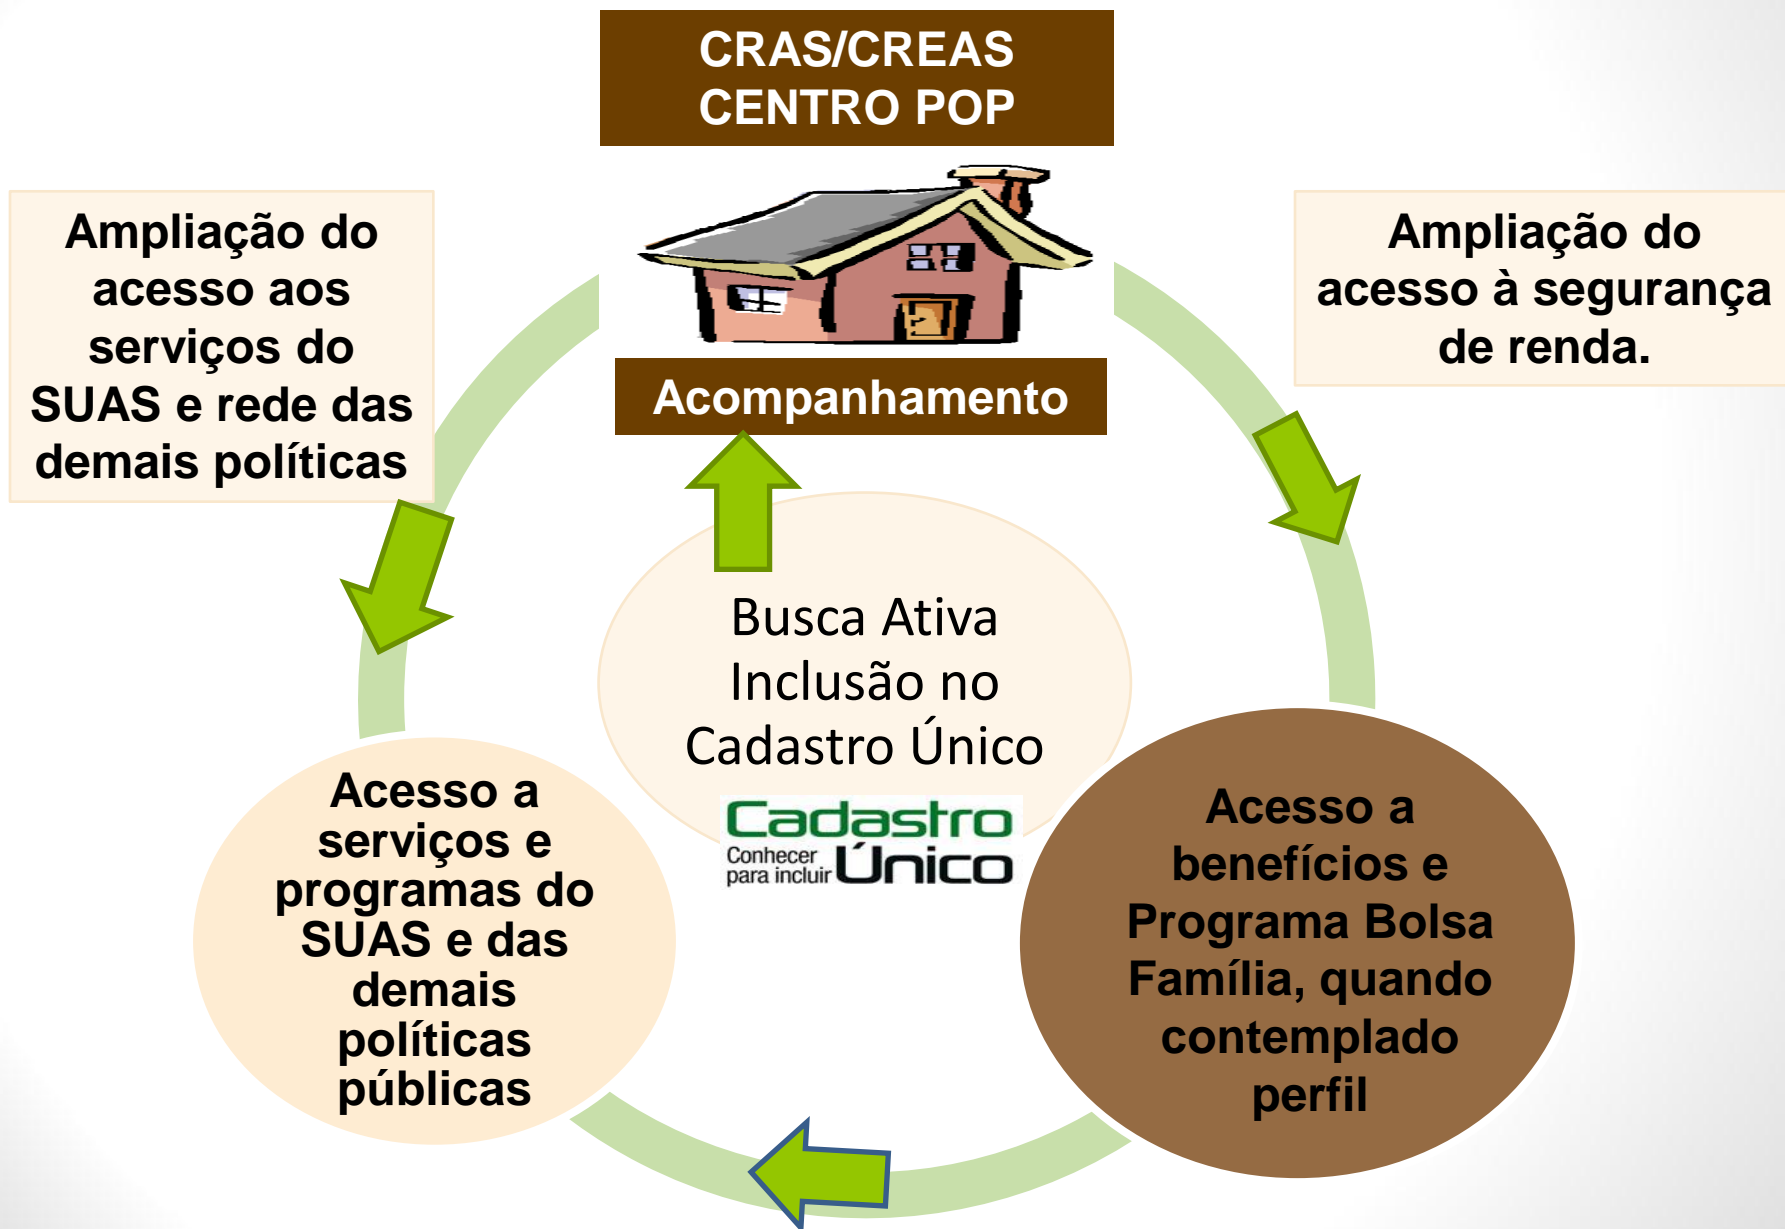 CRAS/CREAS
CENTRO POP
Ampliação do
acesso aos
serviços do
SUAS e rede das
demais políticas
Ampliação do
acesso à segurança
de renda.
Acompanhamento
Busca Ativa
Inclusão no
Cadastro Único
Cadastro
Conhecer
para incluir Único
Acesso a
serviços e
programas do
SUAS e das
demais
políticas
públicas
Acesso a
benefícios e
Programa Bolsa
Família, quando
contemplado
perfil